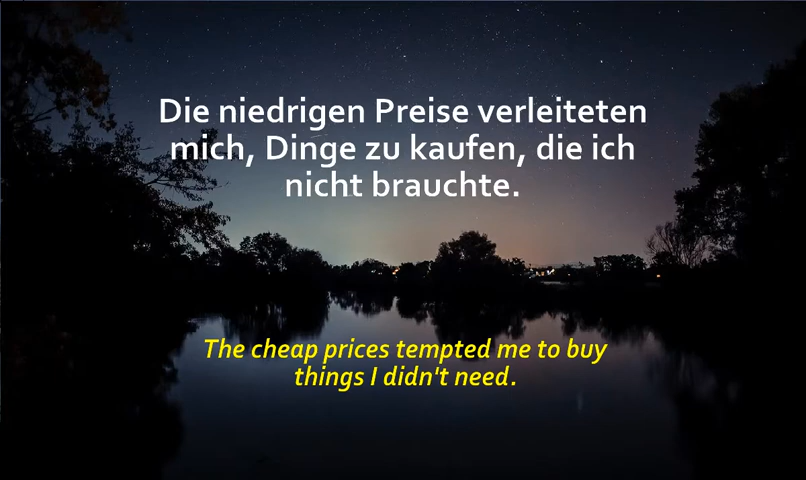 Die niedrigen Preise verleiteten
mich, Dinge zu kaufen, die ich
nicht brauchte.
The cheap prices tempted me to buy
things I didn't need.